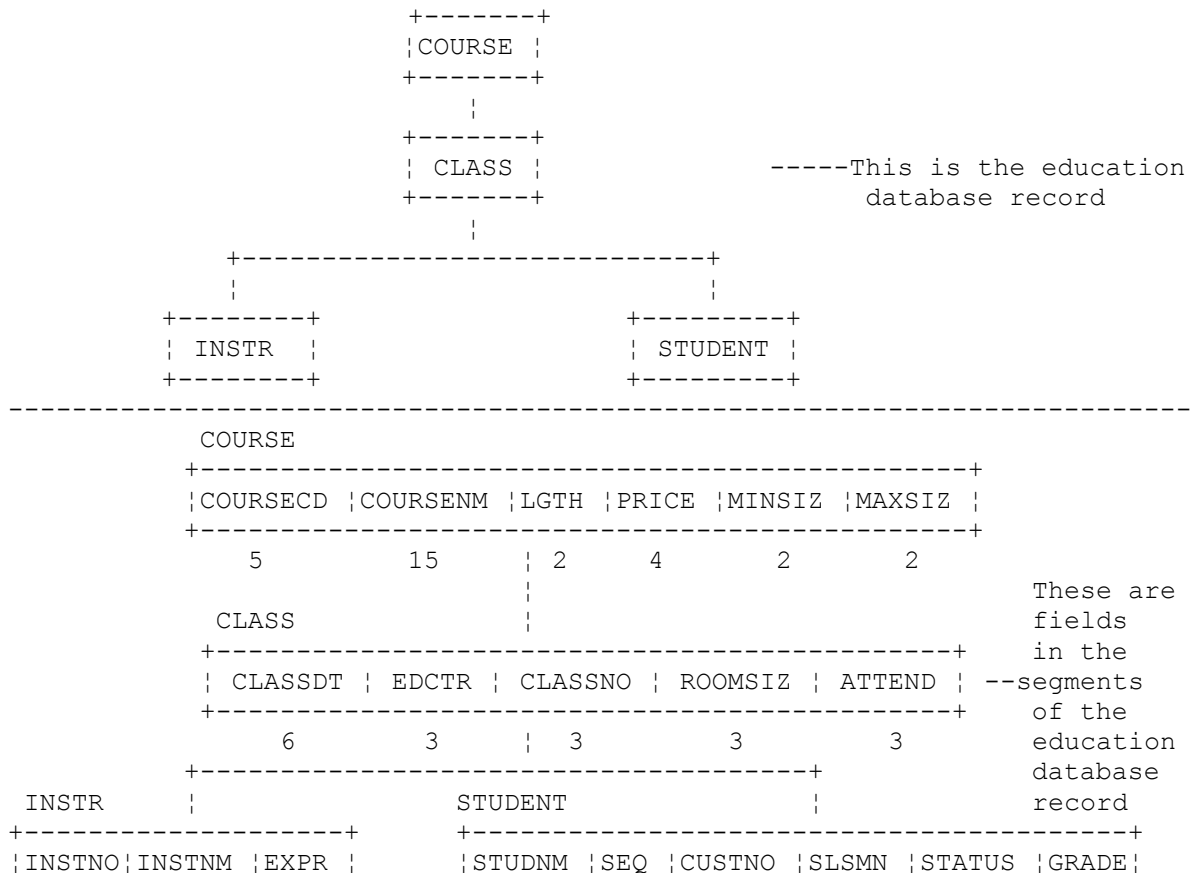 COURSE
CLASS -----This is the education
database record
INSTR STUDENT
COURSE
COURSECD COURSENM LGTH PRICE MINSIZ MAXSIZ
5 15 2 4 2 2
These are
CLASS fields
in the
CLASSDT EDCTR CLASSNO ROOMSIZ ATTEND --segments
of the
6 3 3 3 3 education
database
INSTR STUDENT record
INSTNO INSTNM EXPR STUDNM SEQ CUSTNO SLSMN STATUS GRADE